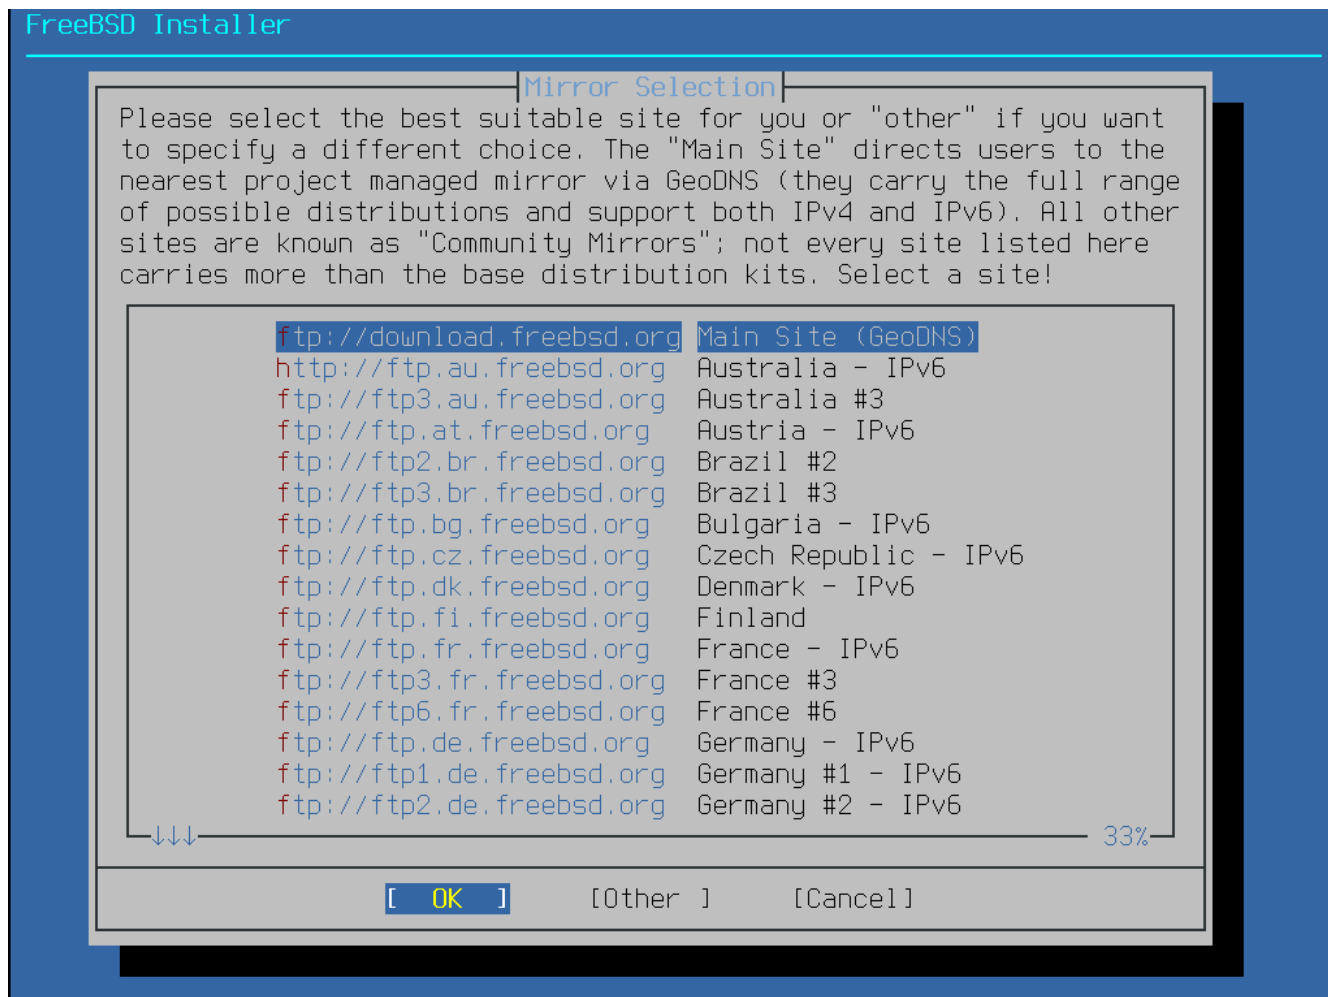 FreeBSD Installer
Mirror Selection
Please select the best suitable site for you or "other" if you want
to specify a different choice. The "Main Site" directs users to the
nearest project managed mirror via GeoDNS (they carry the full range
of possible distributions and support both IPv4 and IPv6). All other
sites are known as "Community Mirrors"; not every site listed here
carries more than the base distribution kits. Select a site!
ftp://download.freebsd.org Main Site (GeoDNS)
http://ftp.au.freebsd.org Australia - IPv6
ftp://ftp3.au.freebsd.org Australia #3
ftp://ftp.at.freebsd.org Austria - IPv6
ftp://ftp2.br.freebsd.org Brazil #2
ftp://ftp3.br.freebsd.org Brazil #3
ftp://ftp.bg.freebsd.org Bulgaria - IPv6
ftp://ftp.cz.freebsd.org Czech Republic - IPv6
ftp://ftp.dk.freebsd.org Denmark - IPv6
ftp://ftp.fi.freebsd.org Finland
ftp://ftp.fr.freebsd.org France - IPv6
ftp://ftp3.fr.freebsd.org France #3
ftp://ftp6.fr.freebsd.org France #6
ftp://ftp.de.freebsd.org Germany - IPv6
ftp://ftp1.de.freebsd.org Germany #1 - IPv6
ftp://ftp2.de.freebsd.org Germany #2 - IPv6
↓↓↓ 33%
[ OK ] [Other ] [Cancel]